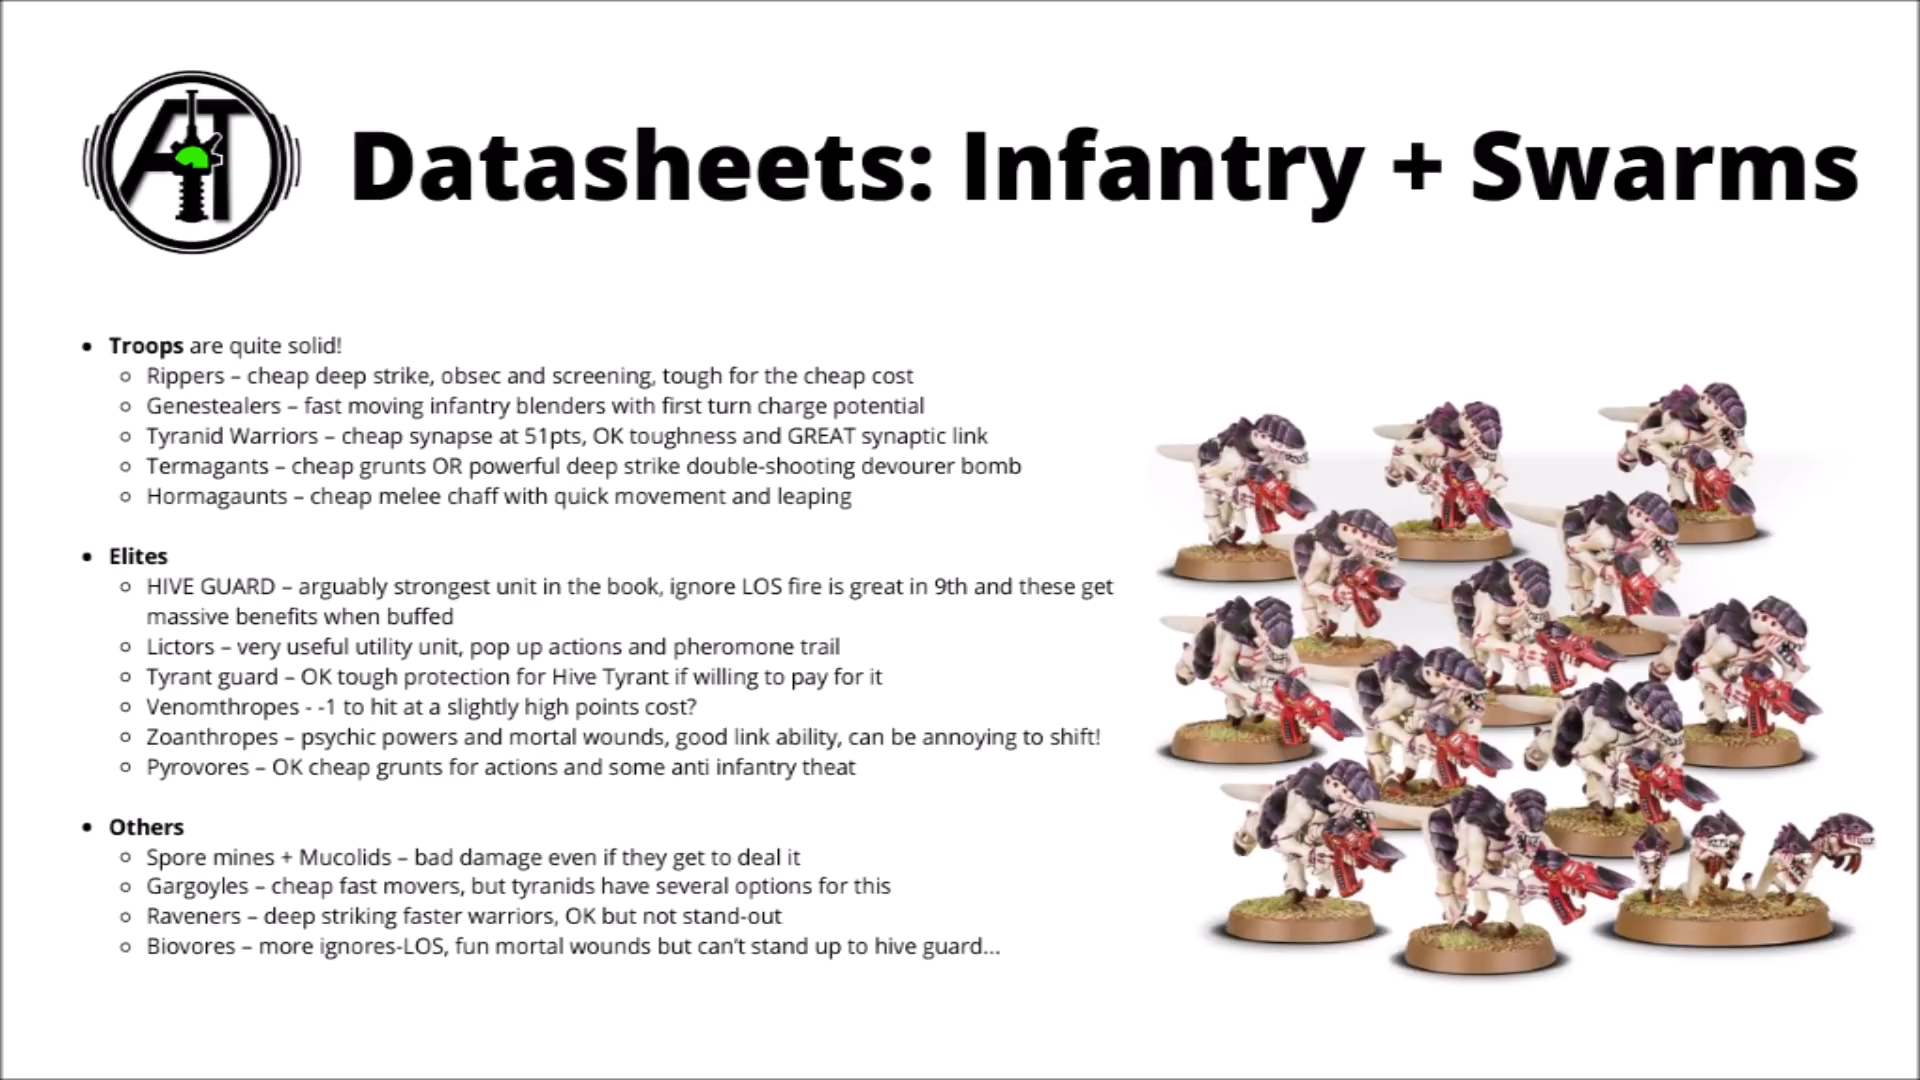 AT
Datasheets: Infantry + Swarms
• Troops are quite solid!
○ Rippers – cheap deep strike, obsec and screening, tough for the cheap cost
○ Genestealers – fast moving infantry blenders with first turn charge potential
○ Tyranid Warriors – cheap synapse at 51pts, OK toughness and GREAT synaptic link
○ Termagants – cheap grunts OR powerful deep strike double-shooting devourer bomb
○ Hormagaunts – cheap melee chaff with quick movement and leaping
• Elites
○ HIVE GUARD – arguably strongest unit in the book, ignore LOS fire is great in 9th and these get
massive benefits when buffed
○ Lictors – very useful utility unit, pop up actions and pheromone trail
○ Tyrant guard – OK tough protection for Hive Tyrant if willing to pay for it
○ Venomthropes - -1 to hit at a slightly high points cost?
○ Zoanthropes – psychic powers and mortal wounds, good link ability, can be annoying to shift!
○ Pyrovores – OK cheap grunts for actions and some anti infantry theat
• Others
○ Spore mines + Mucolids – bad damage even if they get to deal it
○ Gargoyles – cheap fast movers, but tyranids have several options for this
○ Raveners – deep striking faster warriors, OK but not stand-out
○ Biovores – more ignores-LOS, fun mortal wounds but can't stand up to hive guard...